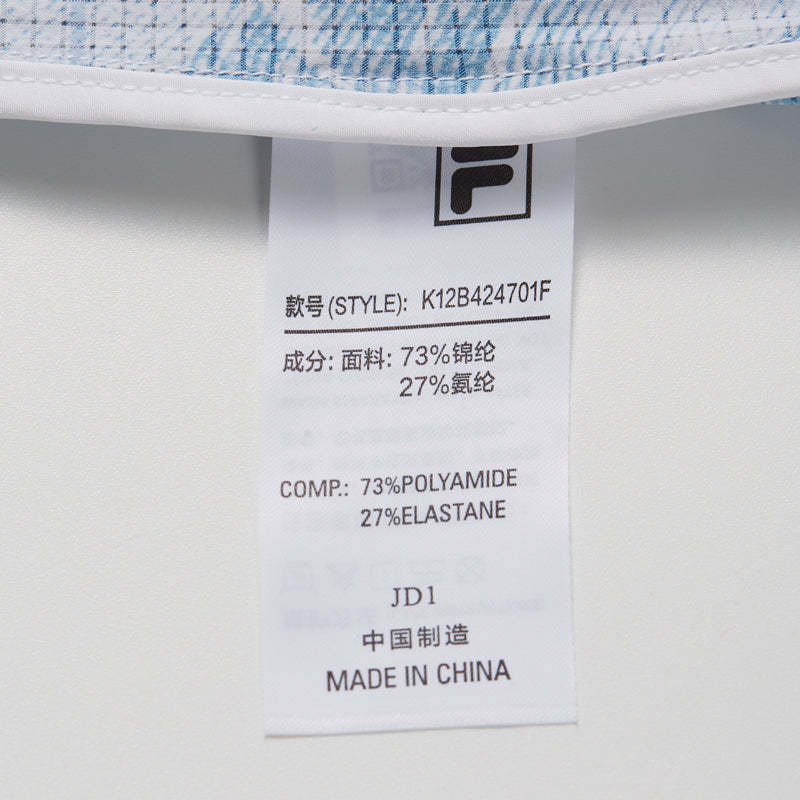 款号(STYLE): K12B424701F
成分: 面料: 73%锦纶
27%氨纶
COMP.: 73%POLYAMIDE
27%ELASTANE
JD1
中国制造
MADE IN CHINA